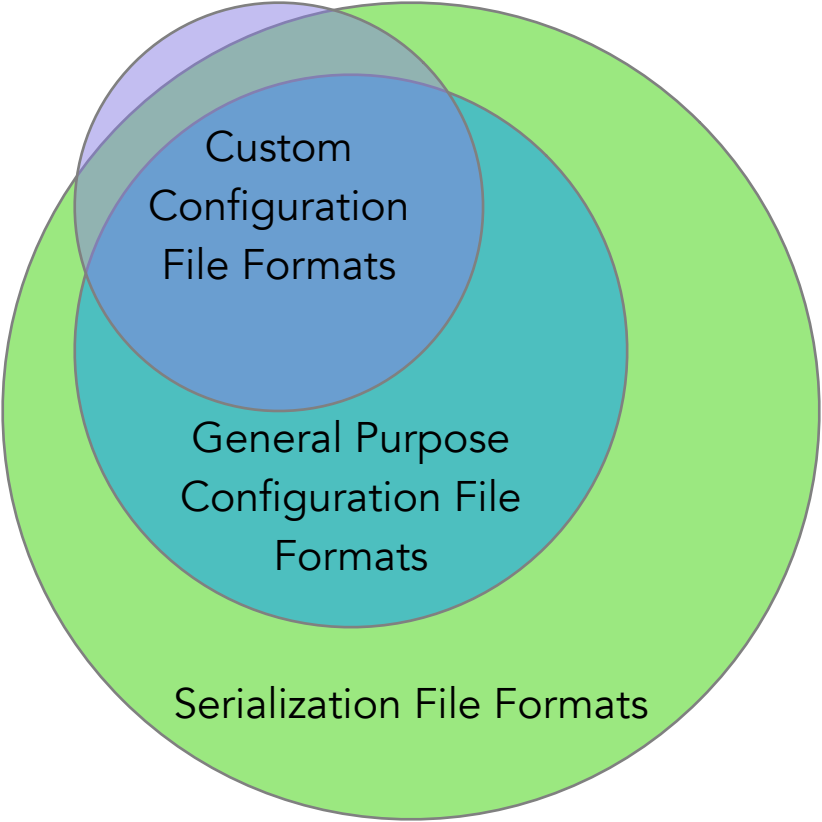 Custom
Configuration
File Formats
General Purpose
Configuration File
Formats
Serialization File Formats